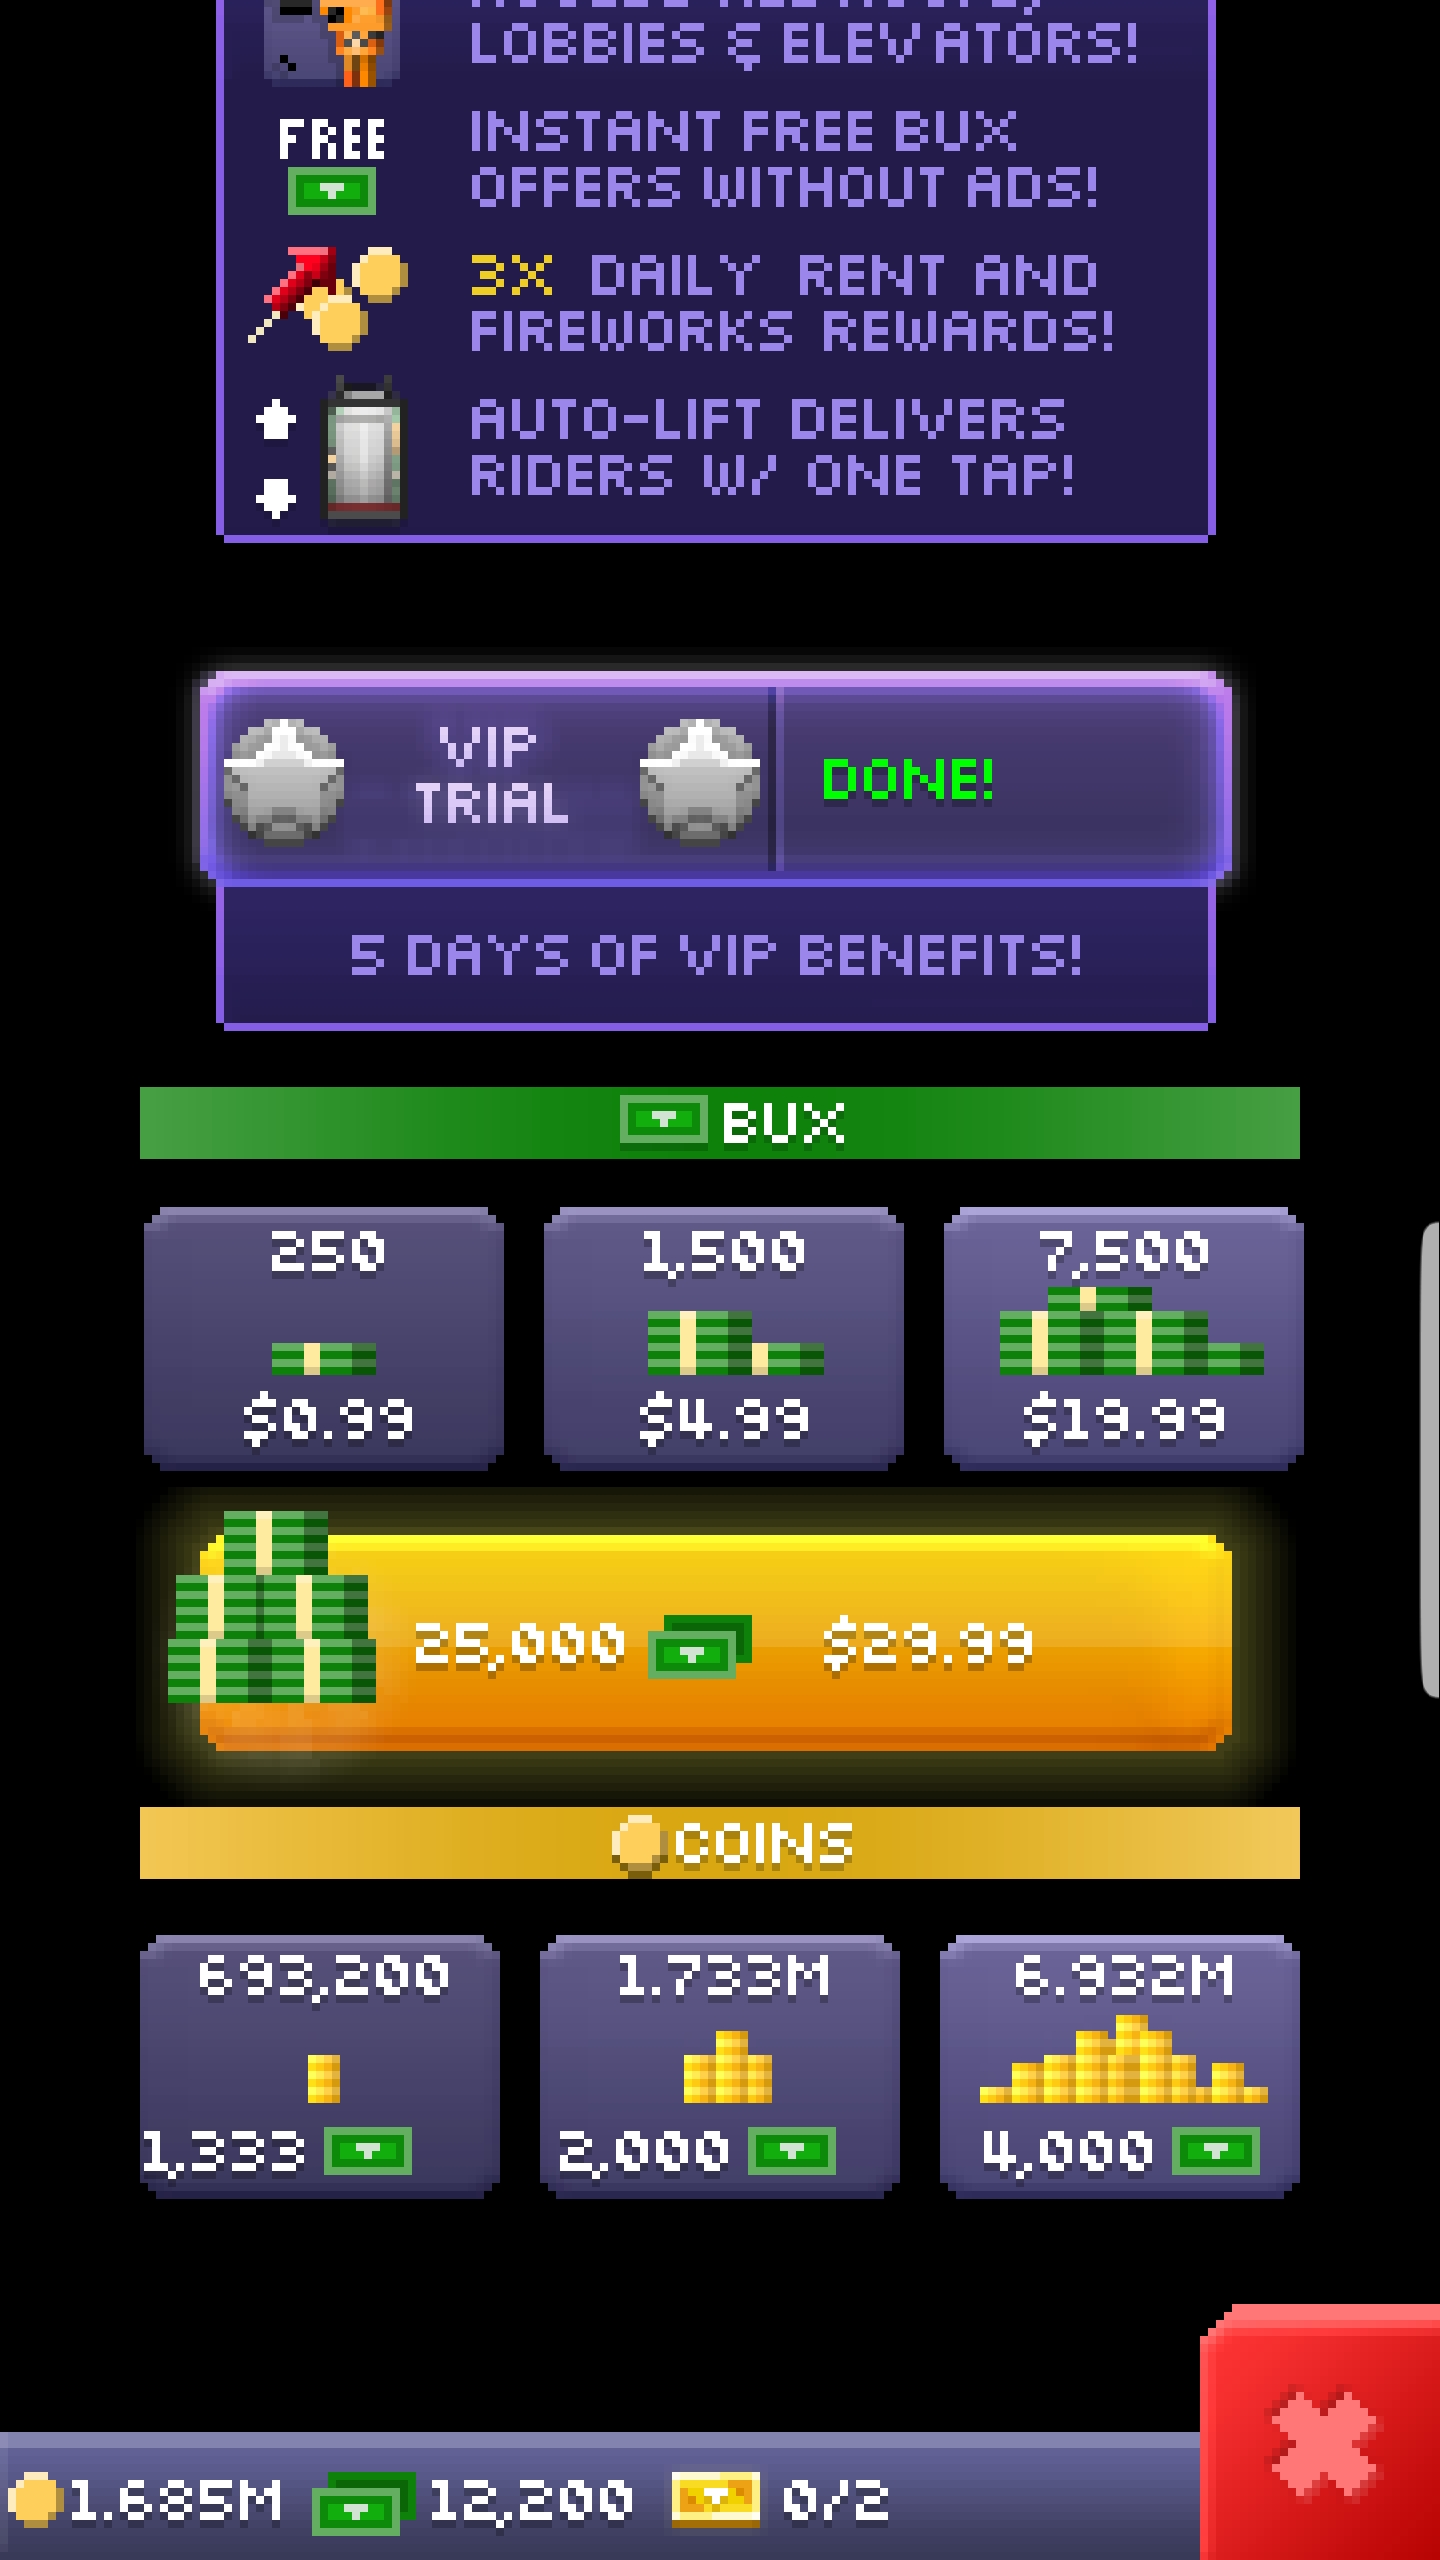 LOBBIES & ELEVATORS!
FREE
INSTANT FREE BUX
OFFERS WITHOUT ADS!
3X DAILY RENT AND
FIREWORKS REWARDS!
AUTO-LIFT DELIVERS
RIDERS W/ ONE TAP!
VIP
TRIAL
DONE!
5 DAYS OF VIP BENEFITS!
BUX
250
1,500
7,500
$0.99
$4.99
$19.99
25,000
$29.99
COINS
693,200
1.733M
6.932M
1,333
2,000
4,000
1.685M
12,200
0/2